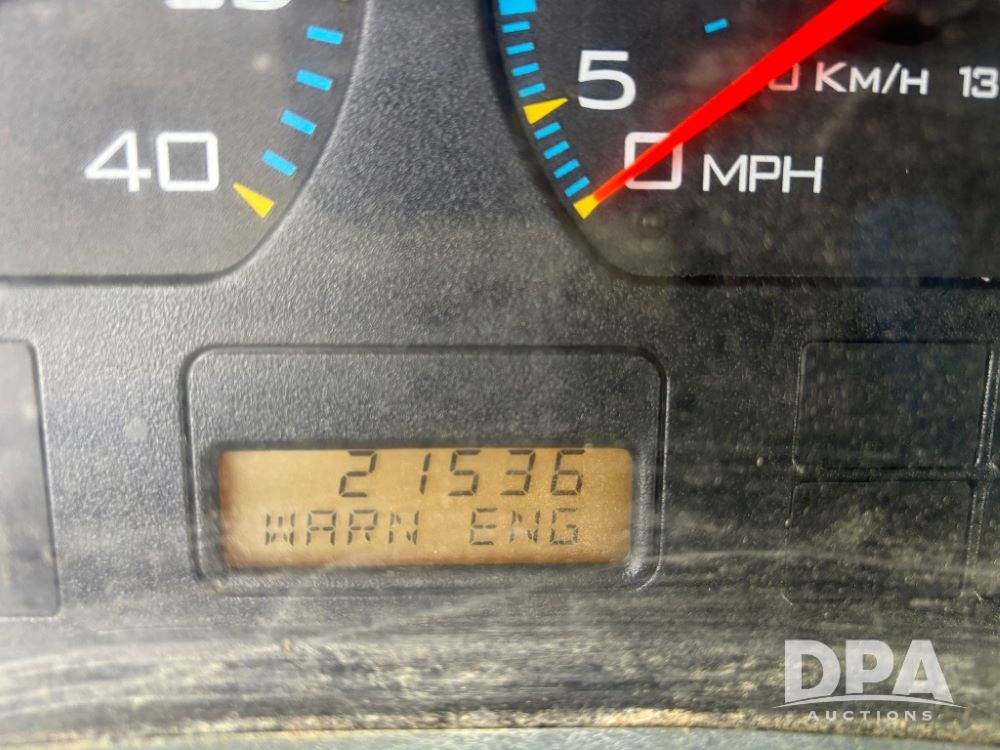 40
5
0 MPH
KM/H 13
21536
WARN ENG
DPA
AUCTIONS